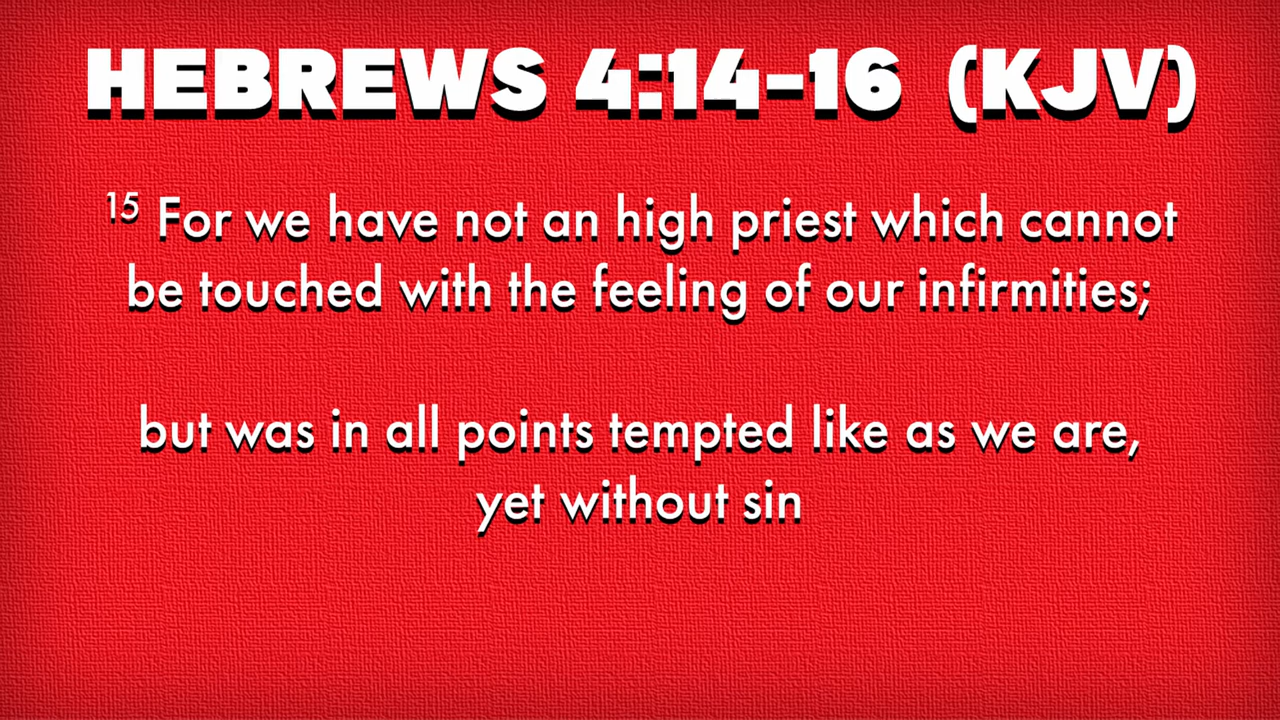 HEBREWS 4:14-16 (KJV)
15 For we have not an high priest which cannot
be touched with the feeling of our infirmities;
but was in all points tempted like as we are,
yet without sin